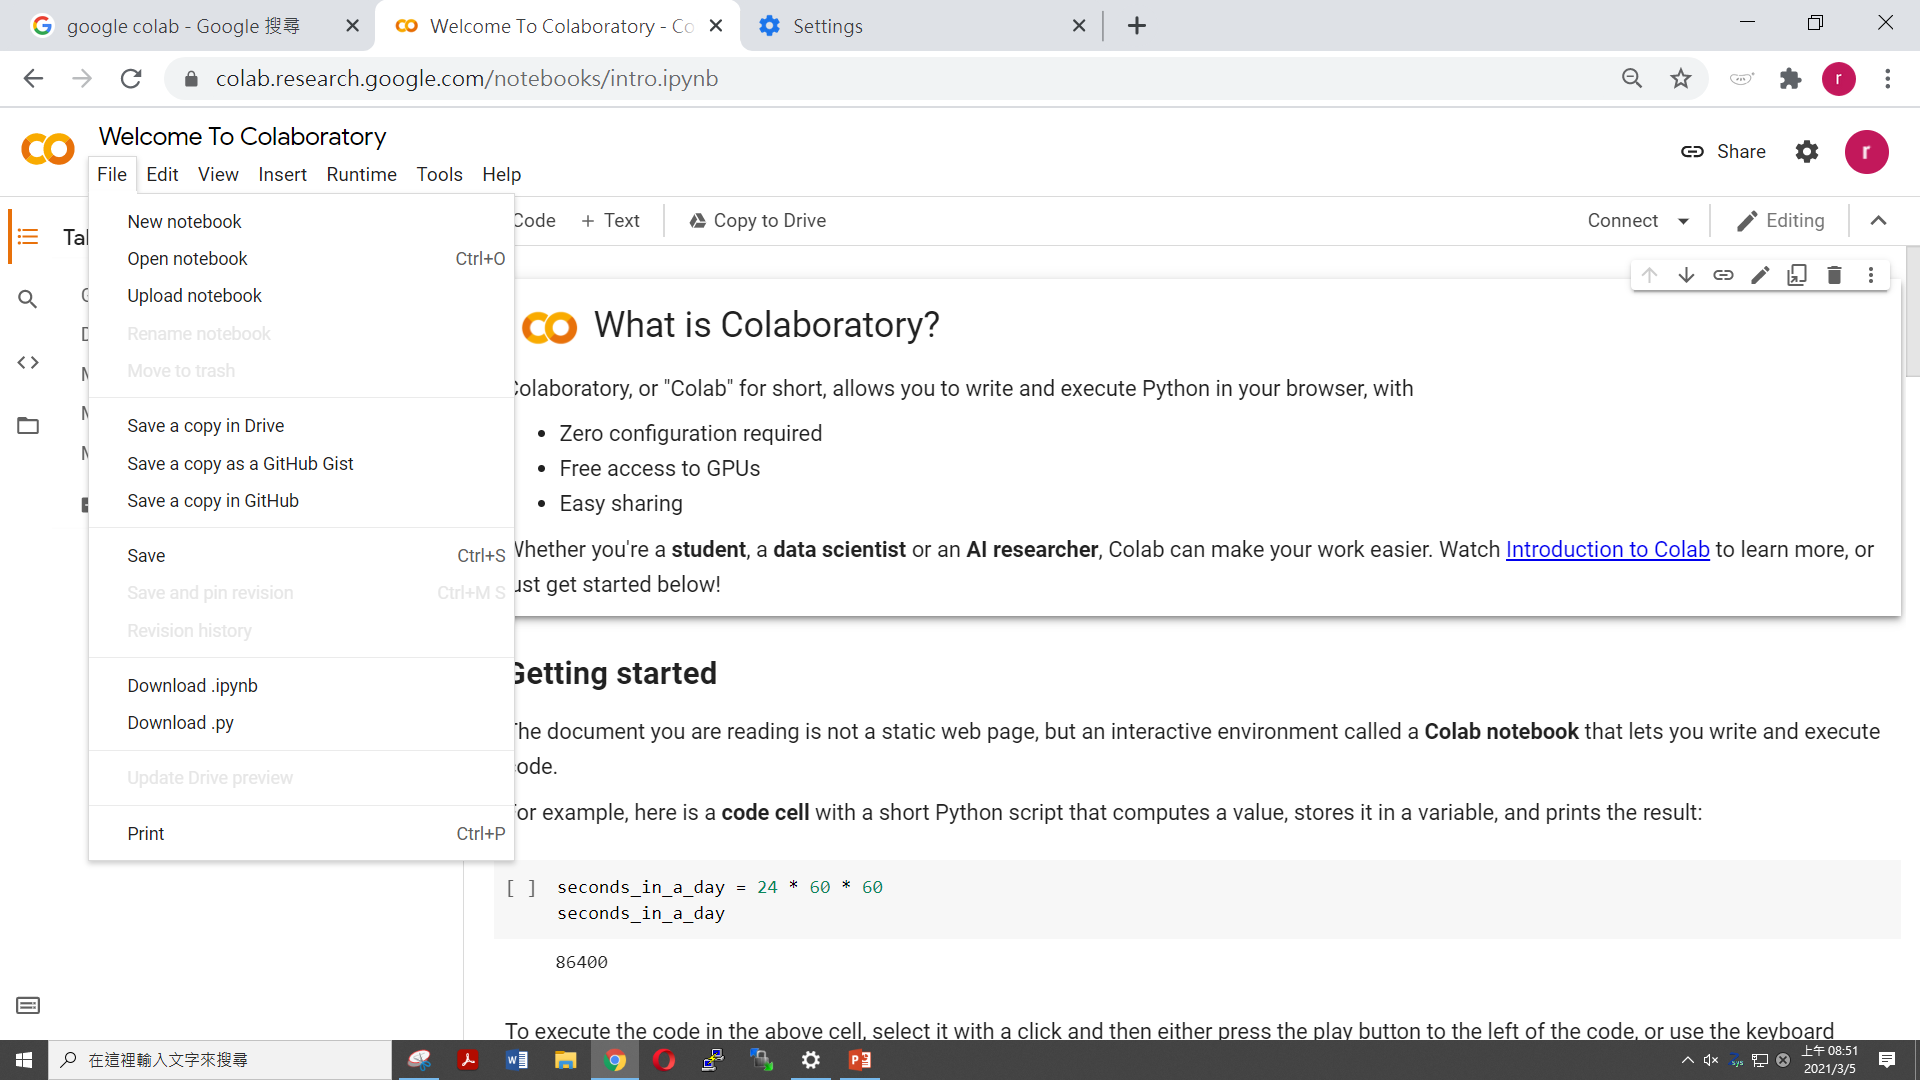 google colab - Google 搜尋
Welcome To Colaboratory - Co
Settings
colab.research.google.com/notebooks/intro.ipynb
r
Welcome To Colaboratory
File Edit View Insert Runtime Tools Help
Share
r
New notebook
Open notebook Ctrl+O
Upload notebook
Rename notebook
Move to trash
Save a copy in Drive
Save a copy as a GitHub Gist
Save a copy in GitHub
Save Ctrl+S
Save and pin revision Ctrl+M S
Revision history
Download .ipynb
Download .py
Update Drive preview
Print Ctrl+P
Code + Text Copy to Drive
Connect Editing
What is Colaboratory?
Colaboratory, or "Colab" for short, allows you to write and execute Python in your browser, with
• Zero configuration required
• Free access to GPUs
• Easy sharing
Whether you're a student, a data scientist or an AI researcher, Colab can make your work easier. Watch Introduction to Colab to learn more, or
just get started below!
Getting started
The document you are reading is not a static web page, but an interactive environment called a Colab notebook that lets you write and execute
code.
For example, here is a code cell with a short Python script that computes a value, stores it in a variable, and prints the result:
[ ] seconds_in_a_day = 24 * 60 * 60
seconds_in_a_day
86400
To execute the code in the above cell, select it with a click and then either press the play button to the left of the code, or use the keyboard
在這裡輸入文字來搜尋
上午 08:51
2021/3/5